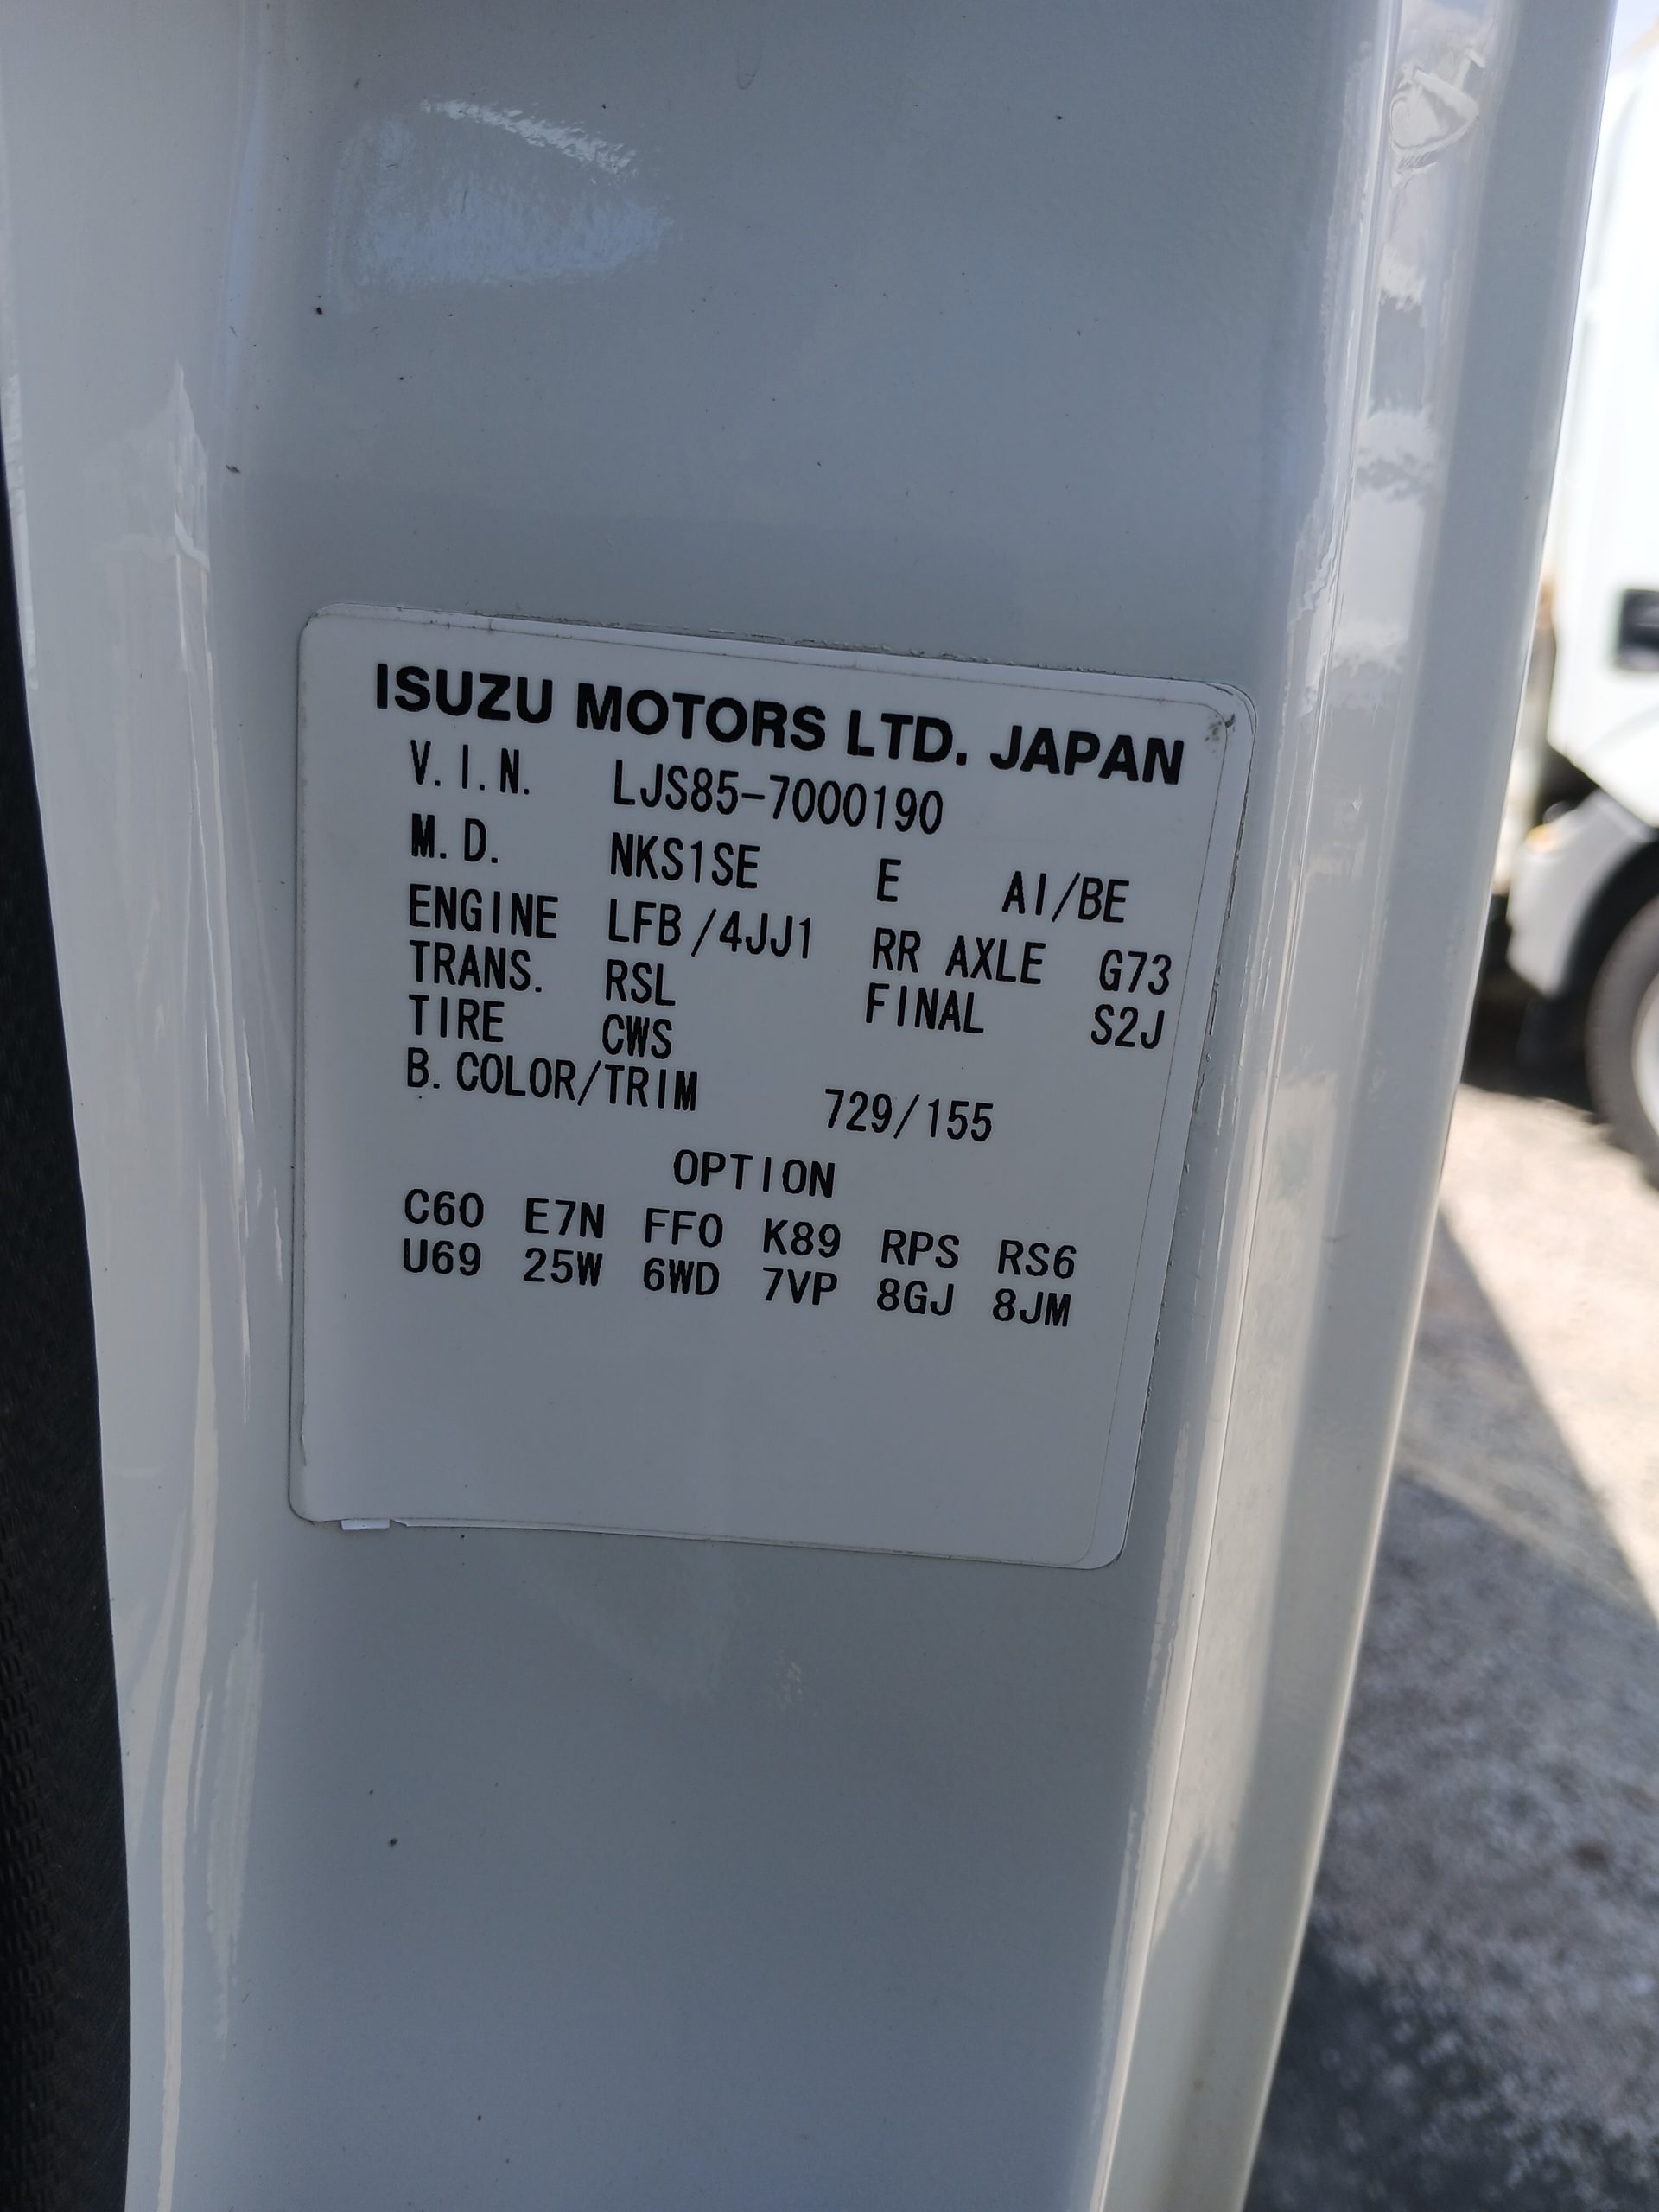 ISUZU MOTORS LTD. JAPAN
V.I.N. LJS85-7000190
M.D. NKS1SE E AI/BE
ENGINE LFB/4JJ1 RR AXLE G73
TRANS. RSL FINAL S2J
TIRE CWS
B.COLOR/TRIM 729/155
OPTION
C60 E7N FF0 K89 RPS RS6
U69 25W 6WD 7VP 8GJ 8JM